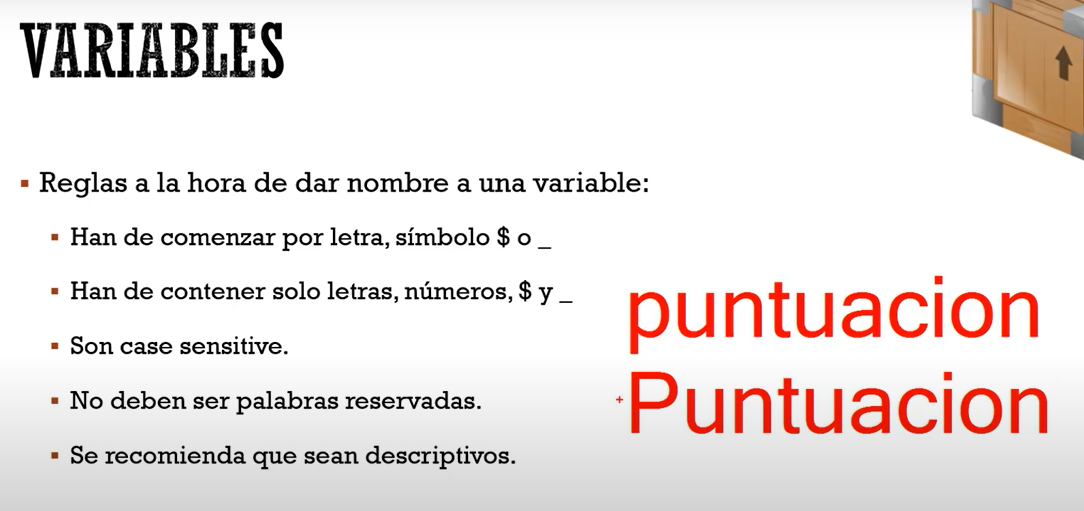 VARIABLES
Reglas a la hora de dar nombre a una variable:
Han de comenzar por letra, símbolo $ o _
Han de contener solo letras, números, $ y _
Son case sensitive.
No deben ser palabras reservadas.
Se recomienda que sean descriptivos.
puntuacion
Puntuacion